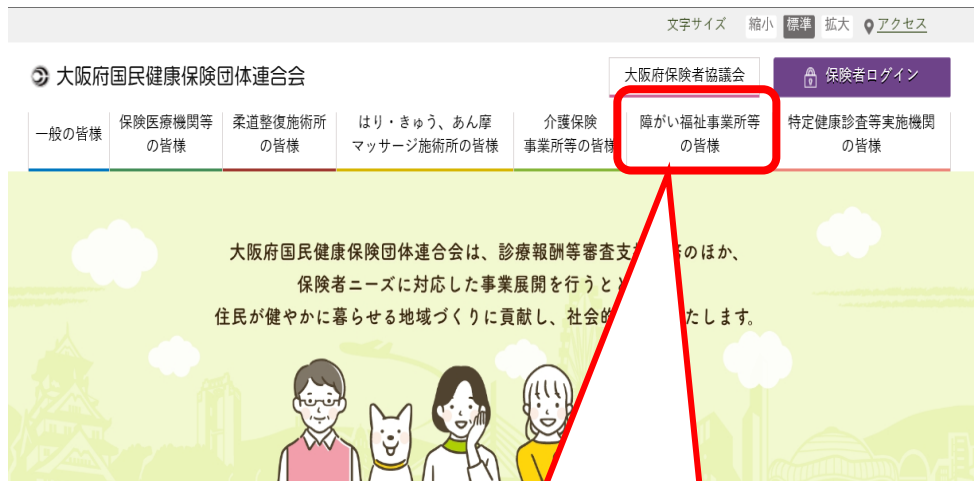 文字サイズ 縮小 標準 拡大 アクセス
大阪府国民健康保険団体連合会
大阪府保険者協議会
保険者ログイン
一般の皆様
保険医療機関等
の皆様
柔道整復施術所
の皆様
はり・きゅう、あん摩
マッサージ施術所の皆様
介護保険
事業所等の皆様
障がい福祉事業所等
の皆様
特定健康診査等実施機関
の皆様
大阪府国民健康保険団体連合会は、診療報酬等審査支 のほか、
保険者ニーズに対応した事業展開を行うと
住民が健やかに暮らせる地域づくりに貢献し、社会的 たします。